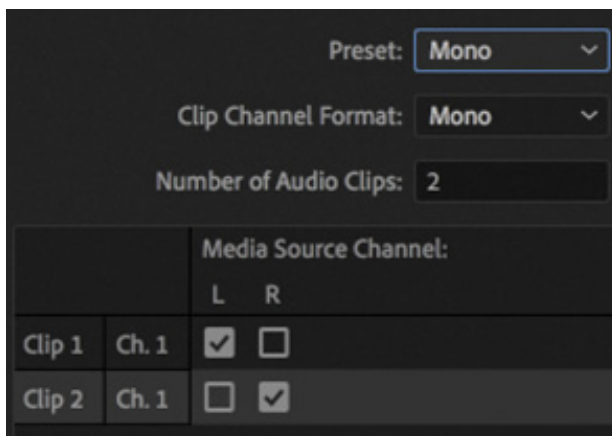 Preset: Mono
Clip Channel Format: Mono
Number of Audio Clips: 2
Media Source Channel:
L R
Clip 1 Ch. 1
Clip 2 Ch. 1